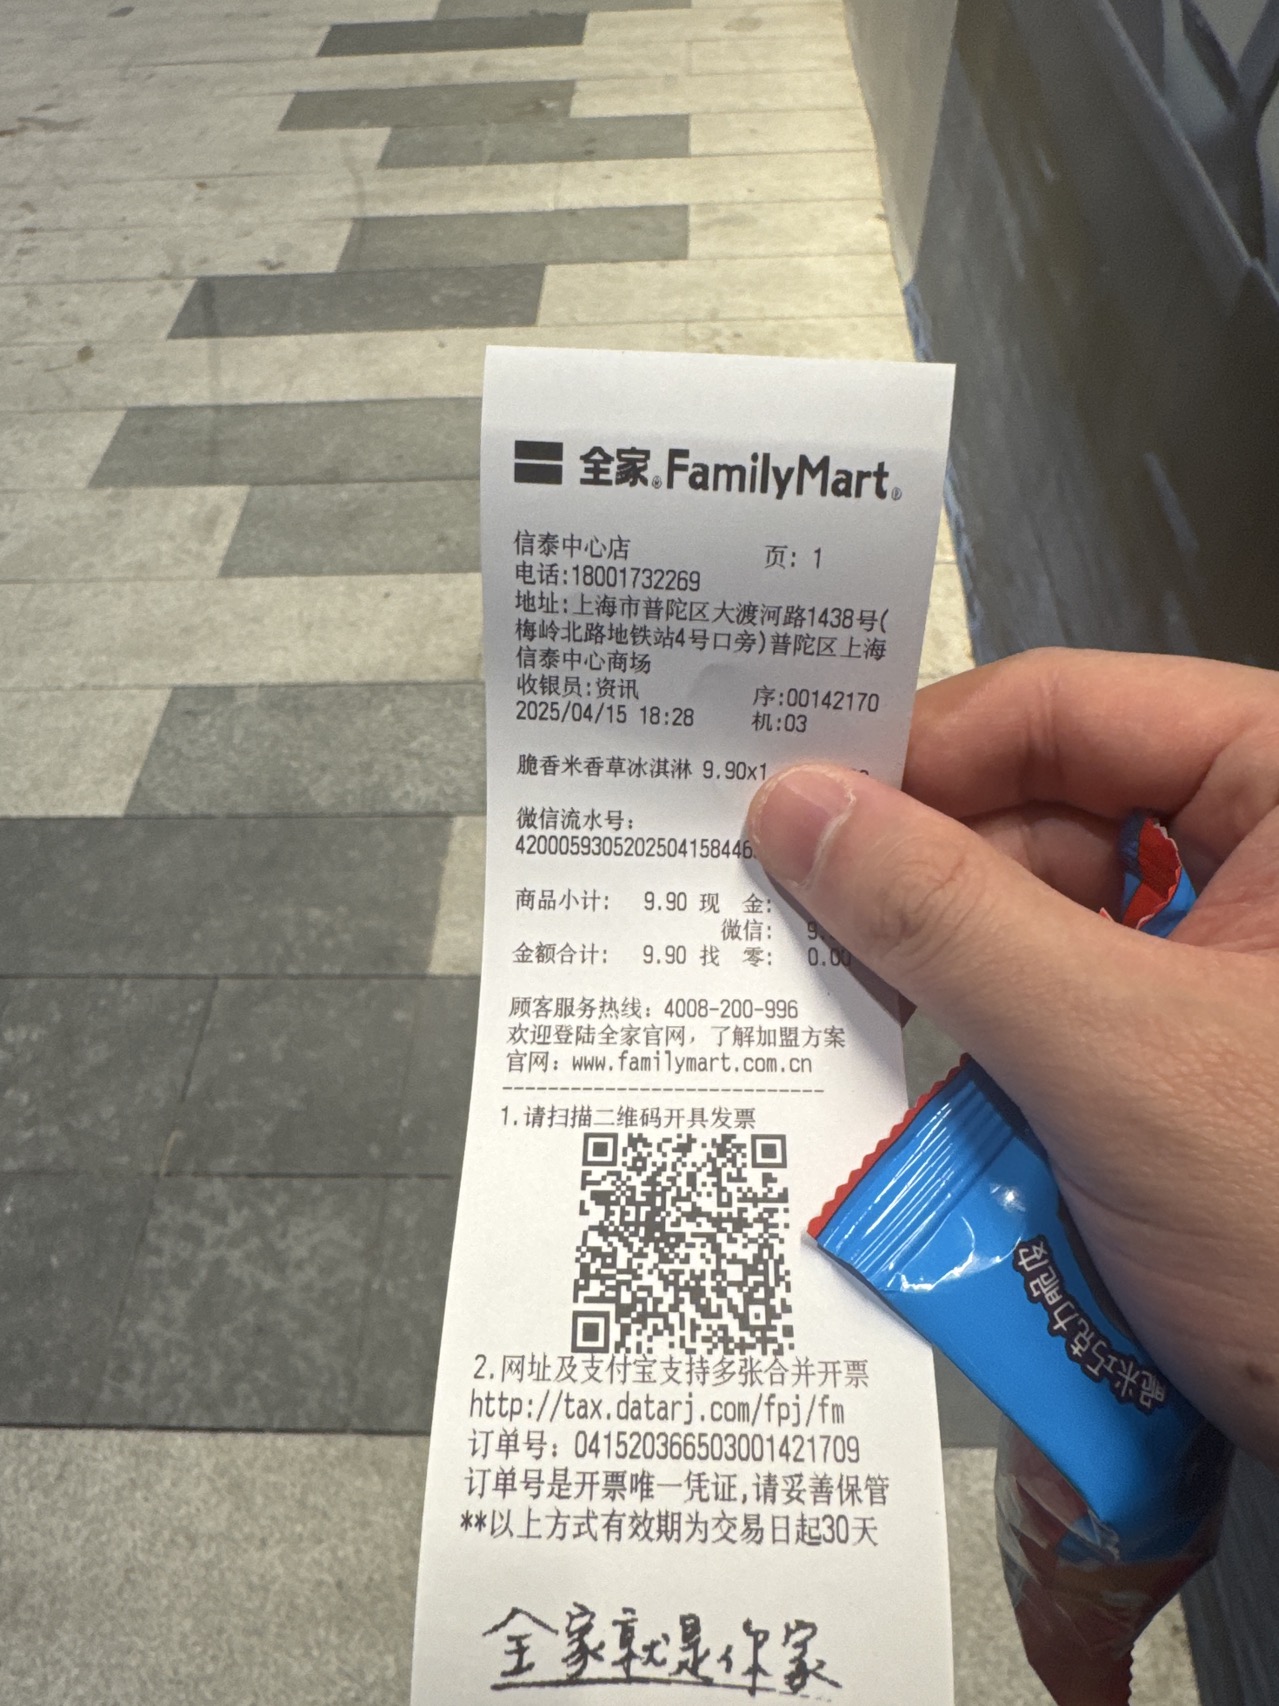 全家 FamilyMart
信泰中心店 页: 1
电话:18001732269
地址:上海市普陀区大渡河路1438号(
梅岭北路地铁站4号口旁)普陀区上海
信泰中心商场
收银员:资讯 序:00142170
2025/04/15 18:28 机:03
脆香米香草冰淇淋 9.90x1
微信流水号:
4200059305202504158446
商品小计: 9.90 现 金:
微信: 9.
金额合计: 9.90 找 零: 0.00
顾客服务热线: 4008-200-996
欢迎登陆全家官网，了解加盟方案
官网: www.familymart.com.cn
1.请扫描二维码开具发票
2.网址及支付宝支持多张合并开票
http://tax.datarj.com/fpj/fm
订单号: 0415203665030001421709
订单号是开票唯一凭证,请妥善保管
**以上方式有效期为交易日起30天
全家就是你家
脆米巧克力脆皮